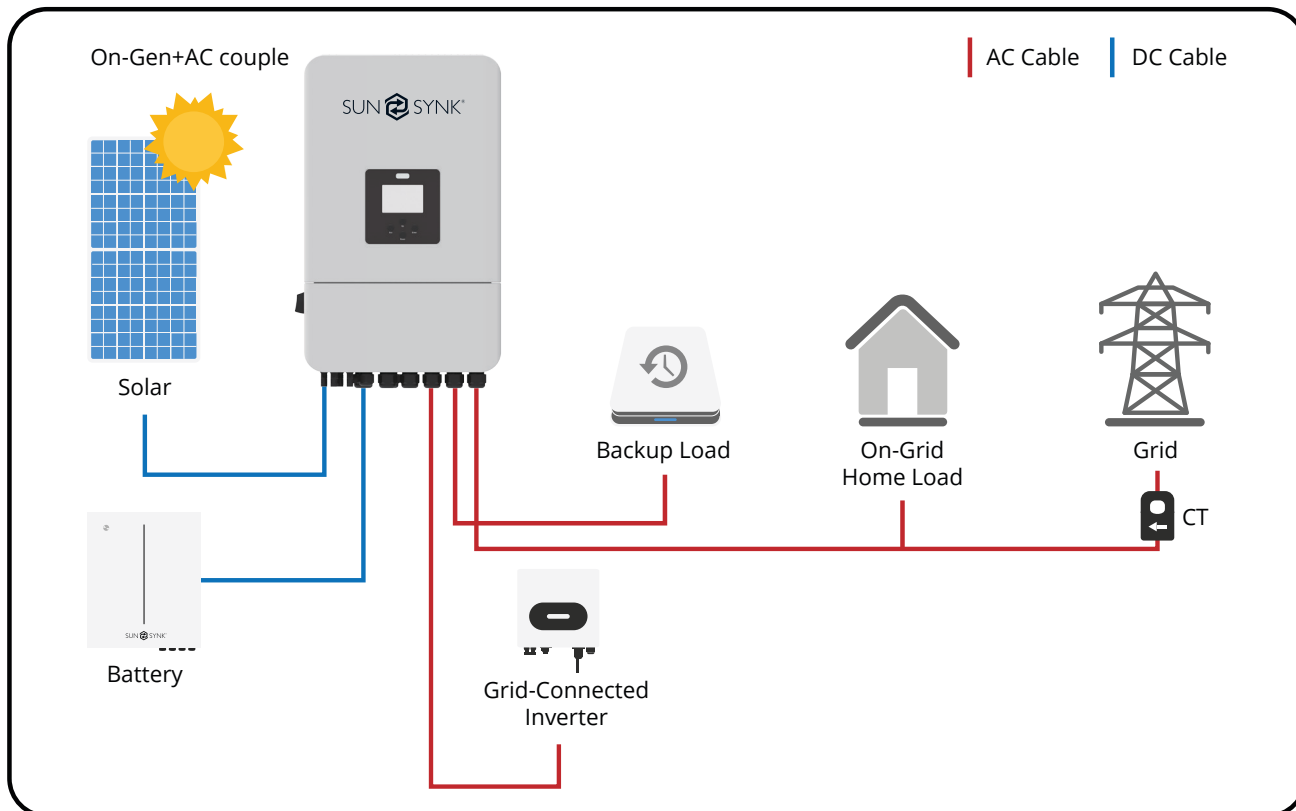 On-Gen+AC couple
AC Cable
DC Cable
SUN SYNK®
Solar
Backup Load
On-Grid
Home Load
Grid
CT
SUN SYNK
Battery
Grid-Connected
Inverter